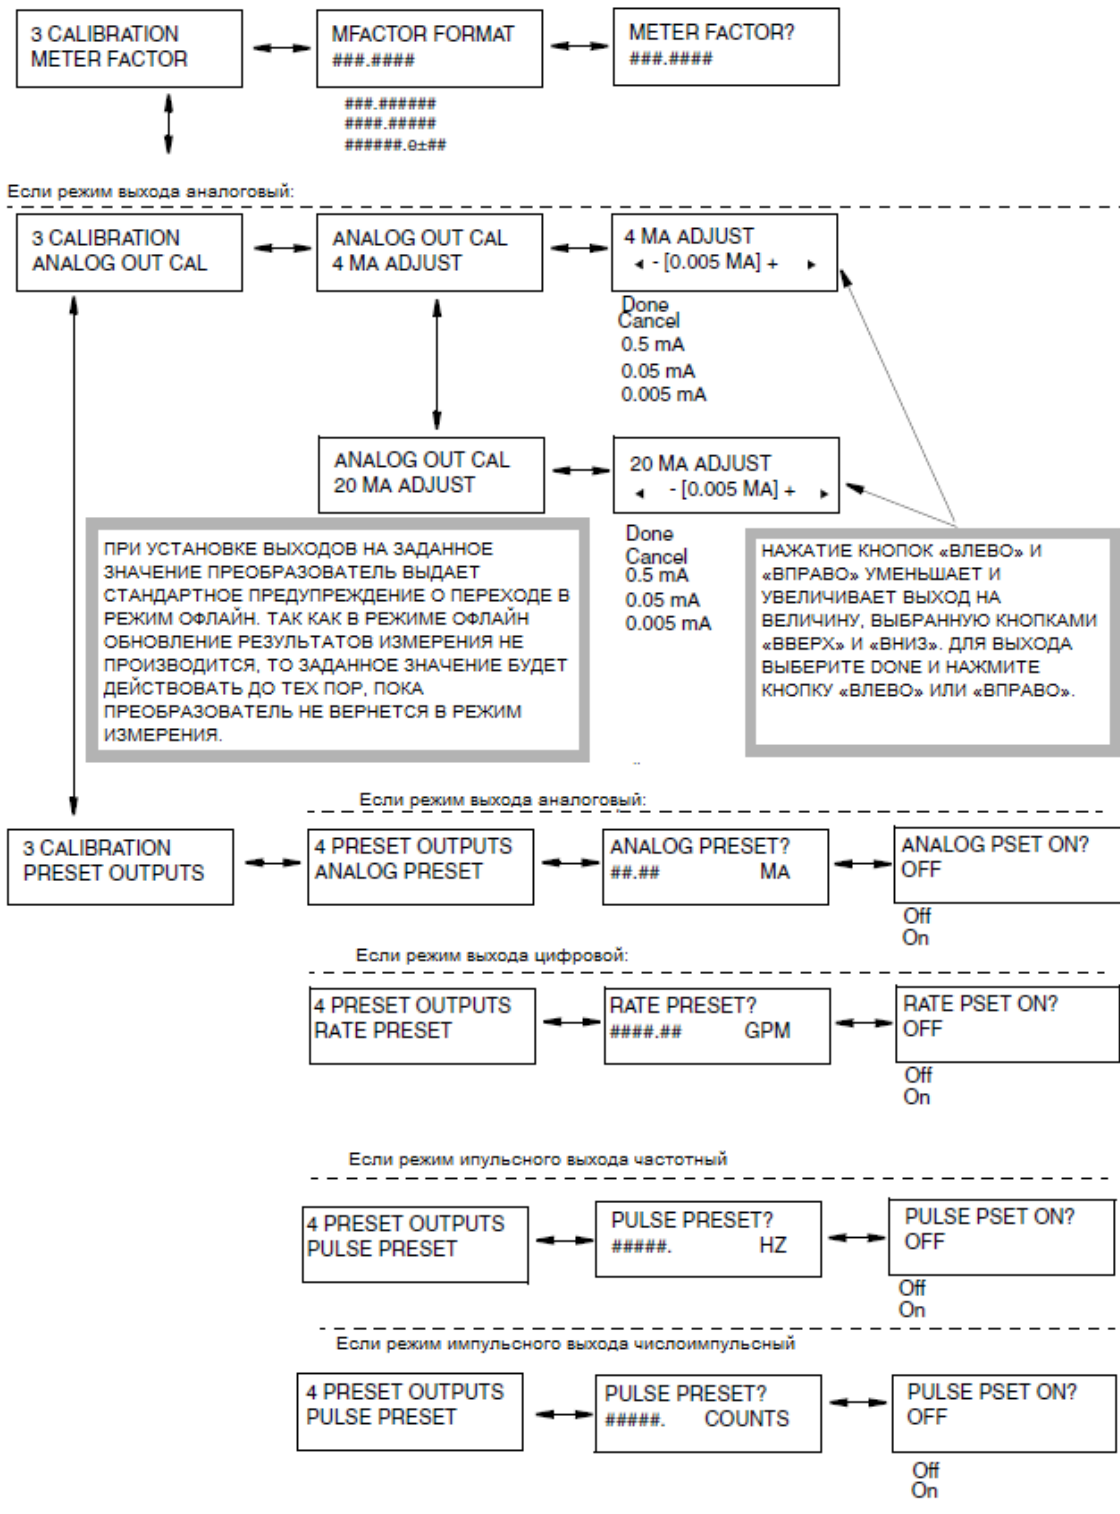 3 CALIBRATION
METER FACTOR
MFACTOR FORMAT
###.####
METER FACTOR?
###.####
###.######
####.#####
######.e±##
Если режим выхода аналоговый:
3 CALIBRATION
ANALOG OUT CAL
ANALOG OUT CAL
4 MA ADJUST
4 MA ADJUST
◄ - [0.005 MA] + ►
Done
Cancel
0.5 mA
0.05 mA
0.005 mA
ANALOG OUT CAL
20 MA ADJUST
20 MA ADJUST
◄ - [0.005 MA] + ►
Done
Cancel
0.5 mA
0.05 mA
0.005 mA
ПРИ УСТАНОВКЕ ВЫХОДОВ НА ЗАДАННОЕ
ЗНАЧЕНИЕ ПРЕОБРАЗОВАТЕЛЬ ВЫДАЕТ
СТАНДАРТНОЕ ПРЕДУПРЕЖДЕНИЕ О ПЕРЕХОДЕ В
РЕЖИМ ОФЛАЙН. ТАК КАК В РЕЖИМЕ ОФЛАЙН
ОБНОВЛЕНИЕ РЕЗУЛЬТАТОВ ИЗМЕРЕНИЯ НЕ
ПРОИЗВОДИТСЯ, ТО ЗАДАННОЕ ЗНАЧЕНИЕ БУДЕТ
ДЕЙСТВОВАТЬ ДО ТЕХ ПОР, ПОКА
ПРЕОБРАЗОВАТЕЛЬ НЕ ВЕРНЕТСЯ В РЕЖИМ
ИЗМЕРЕНИЯ.
НАЖАТИЕ КНОПОК «ВЛЕВО» И
«ВПРАВО» УМЕНЬШАЕТ И
УВЕЛИЧИВАЕТ ВЫХОД НА
ВЕЛИЧИНУ, ВЫБРАННУЮ КНОПКАМИ
«ВВЕРХ» И «ВНИЗ». ДЛЯ ВЫХОДА
ВЫБЕРИТЕ DONE И НАЖМИТЕ
КНОПКУ «ВЛЕВО» ИЛИ «ВПРАВО».
Если режим выхода аналоговый:
3 CALIBRATION
PRESET OUTPUTS
4 PRESET OUTPUTS
ANALOG PRESET
ANALOG PRESET?
##.## MA
ANALOG PSET ON?
OFF
Off
On
Если режим выхода цифровой:
4 PRESET OUTPUTS
RATE PRESET
RATE PRESET?
####.## GPM
RATE PSET ON?
OFF
Off
On
Если режим ипульсного выхода частотный
4 PRESET OUTPUTS
PULSE PRESET
PULSE PRESET?
#####. HZ
PULSE PSET ON?
OFF
Off
On
Если режим импульсного выхода числоимпульсный
4 PRESET OUTPUTS
PULSE PRESET
PULSE PRESET?
#####. COUNTS
PULSE PSET ON?
OFF
Off
On